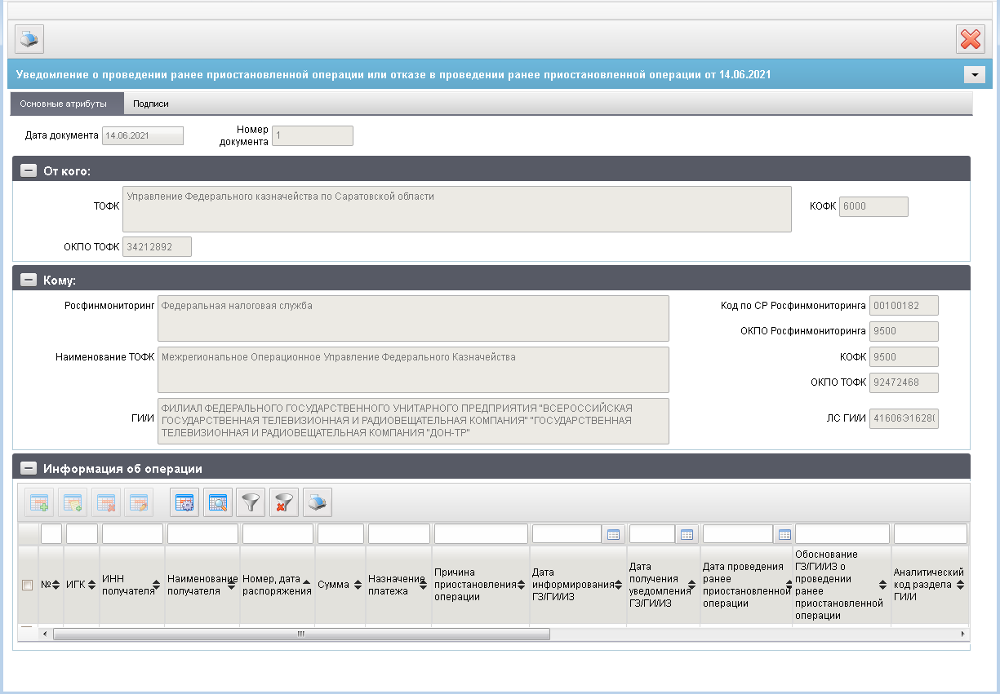 Уведомление о проведении ранее приостановленной операции или отказе в проведении ранее приостановленной операции от 14.06.2021
Основные атрибуты Подписи
Дата документа 14.06.2021 Номер документа 1
От кого:
ТОФК Управление Федерального казначейства по Саратовской области КОФК 6000
ОКПО ТОФК 34212892
Кому:
Росфинмониторинг Федеральная налоговая служба Код по СР Росфинмониторинга 00100182
ОКПО Росфинмониторинга 9500
Наименование ТОФК Межрегиональное Операционное Управление Федерального Казначейства КОФК 9500
ОКПО ТОФК 92472468
ГИ/И ФИЛИАЛ ФЕДЕРАЛЬНОГО ГОСУДАРСТВЕННОГО УНИТАРНОГО ПРЕДПРИЯТИЯ "ВСЕРОССИЙСКАЯ
ГОСУДАРСТВЕННАЯ ТЕЛЕВИЗИОННАЯ И РАДИОВЕЩАТЕЛЬНАЯ КОМПАНИЯ" "ГОСУДАРСТВЕННАЯ
ТЕЛЕВИЗИОННАЯ И РАДИОВЕЩАТЕЛЬНАЯ КОМПАНИЯ "ДОН-ТР"
ЛС ГИ/И 41606Э1628
Информация об операции
№
ИГК
ИНН
получателя
Наименование
получателя
Номер, дата
распоряжения
Сумма
Назначение
платежа
Причина
приостановления
операции
Дата
информирования
ГЗ/ГИ/ИЗ
Дата
получения
уведомления
ГЗ/ГИ/ИЗ
Дата проведения
ранее
приостановленной
операции
Обоснование
ГЗ/ГИ/ИЗ о
проведении
ранее
приостановленной
операции
Аналитический
код раздела
ГИ/И